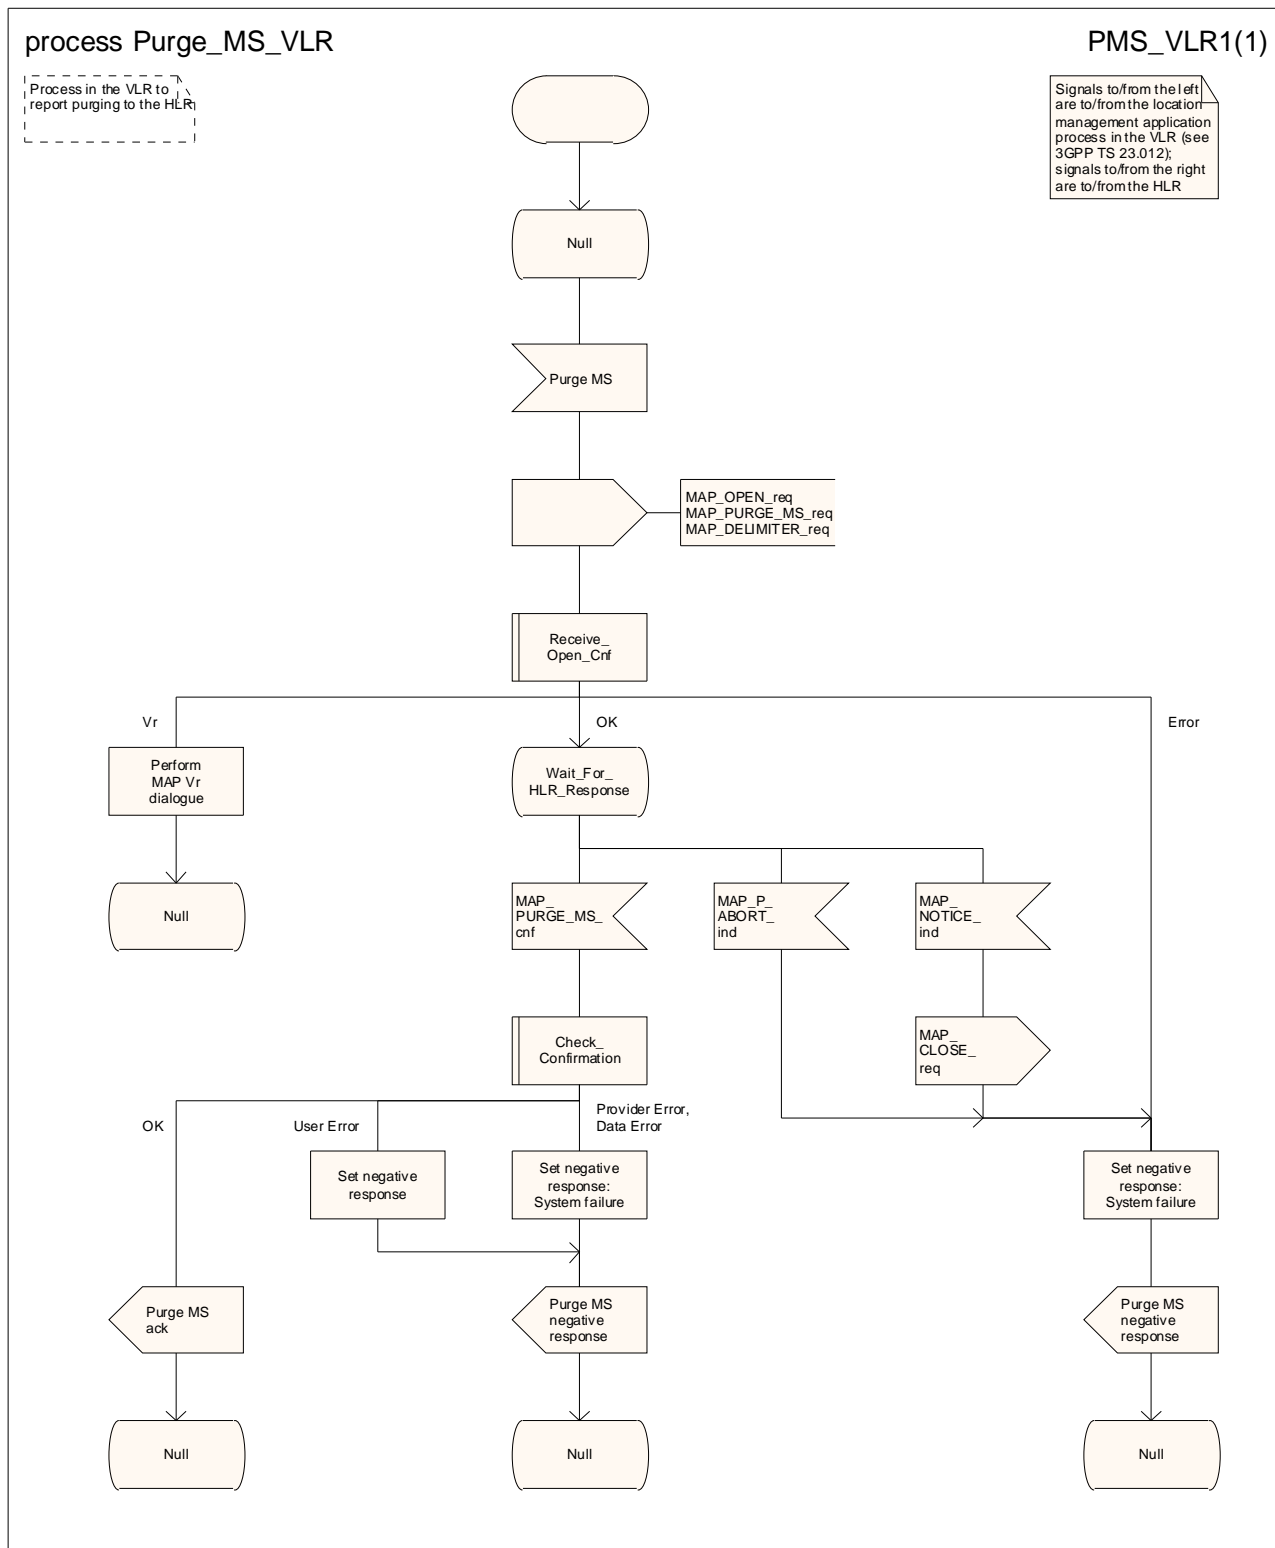 process Purge_MS_VLR
PMS_VLR1(1)
Process in the VLR to
report purging to the HLR
Signals to/from the left
are to/from the location
management application
process in the VLR (see
3GPP TS 23.012);
signals to/from the right
are to/from the HLR
Null
Purge MS
MAP_OPEN_req
MAP_PURGE_MS_req
MAP_DELIMITER_req
Receive_
Open_Cnf
Vr
OK
Error
Perform
MAP Vr
dialogue
Wait_For_
HLR_Response
Null
MAP_
PURGE_MS_
cnf
MAP_P_
ABORT_
ind
MAP_
NOTICE_
ind
Check_
Confirmation
MAP_
CLOSE_
req
OK
User Error
Provider Error,
Data Error
Set negative
response
Set negative
response:
System failure
Set negative
response:
System failure
Purge MS
ack
Purge MS
negative
response
Purge MS
negative
response
Null
Null
Null